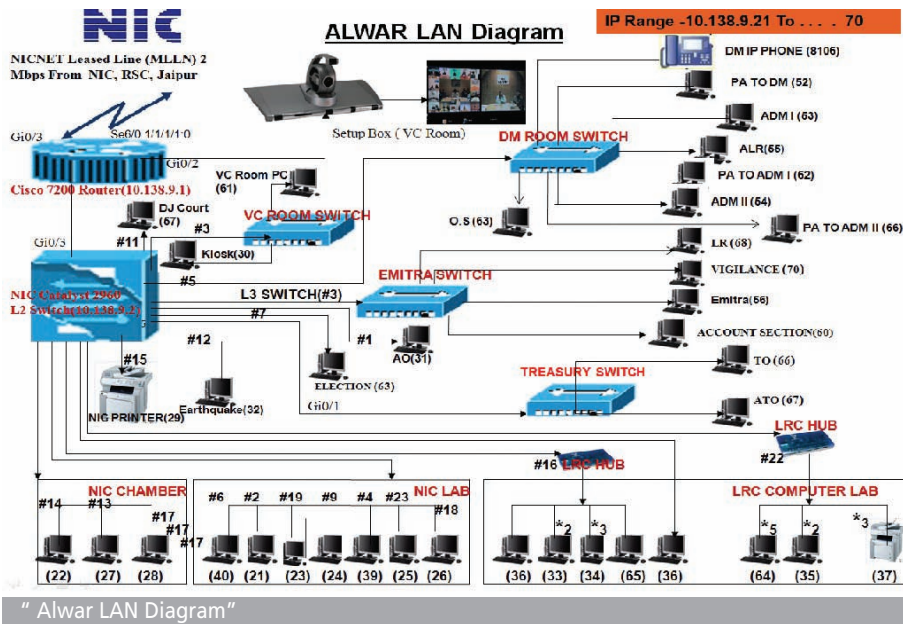 NIC
ALWAR LAN Diagram
IP Range -10.138.9.21 To . . . . 70
NICNET Leased Line (MLLN) 2
Mbps From NIC, RSC, Jaipur
Gi0/3
Se6/0 1/1/1/1:0
Gi0/2
Cisco 7200 Router(10.138.9.1)
Setup Box ( VC Room)
DM ROOM SWITCH
DM IP PHONE (8106)
PA TO DM (52)
ADM I (53)
ALR(55)
PA TO ADM I (62)
ADM II (54)
PA TO ADM II (66)
O.S (63)
VC Room PC
(61)
VC ROOM SWITCH
DJ Court
(67)
#3
#11
Kiosk(30)
#5
Gi0/3
NIC Catalyst 2960
L2 Switch(10.138.9.2)
EMITRA SWITCH
LR (68)
VIGILANCE (70)
Emitra(56)
ACCOUNT SECTION(60)
L3 SWITCH(#3)
#7
#1
#12
AO(31)
#15
NIG PRINTER(29)
Earthquake(32)
ELECTION (63)
Gi0/1
TREASURY SWITCH
TO (66)
ATO (67)
LRC HUB
#22
#16 LRC HUB
NIC CHAMBER
#14 #13
#17
#17
#17
(22) (27) (28)
NIC LAB
#6 #2 #19 #9 #4 #23
#18
(40) (21) (23) (24) (39) (25) (26)
*2 *3
(36) (33) (34) (65) (36)
LRC COMPUTER LAB
*5 *2 *3
(64) (35) (37)
“ Alwar LAN Diagram”